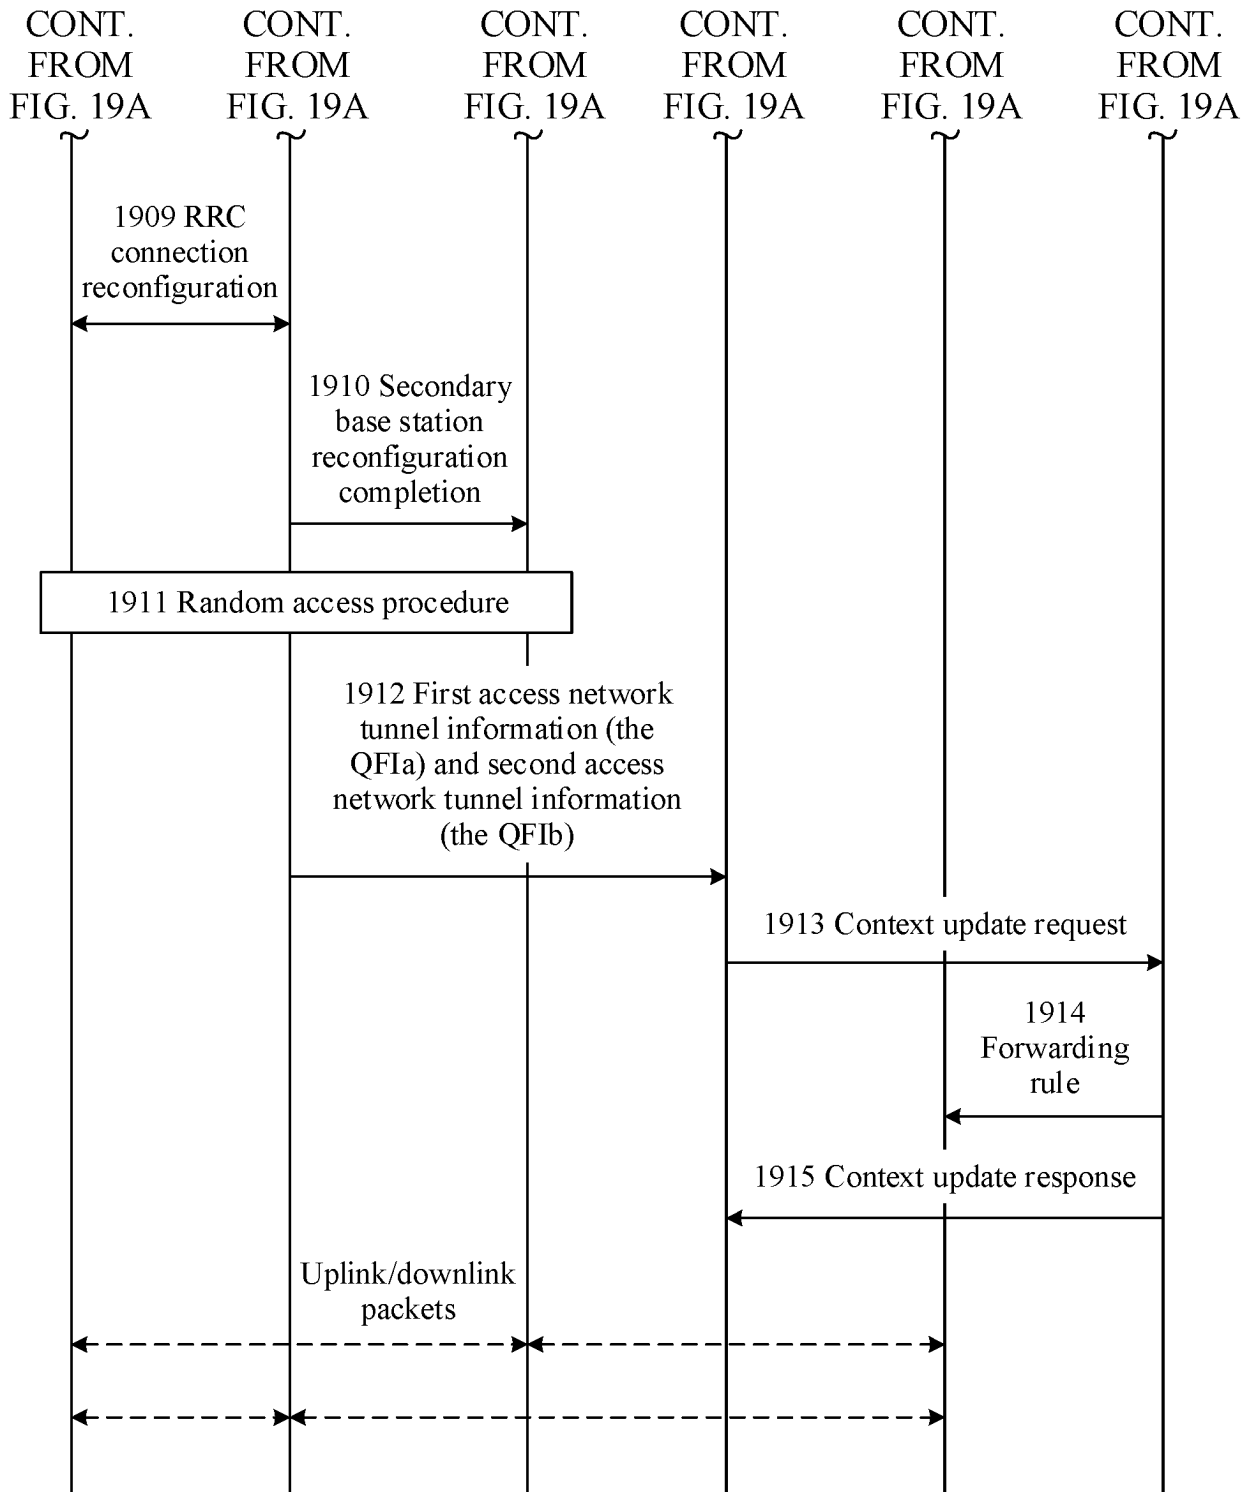 CONT. CONT. CONT. CONT. CONT. CONT.
FROM FROM FROM FROM FROM FROM
FIG. 19A FIG. 19A FIG. 19A FIG. 19A FIG. 19A FIG. 19A
1909 RRC
connection
reconfiguration
1910 Secondary
base station
reconfiguration
completion
1911 Random access procedure
1912 First access network
tunnel information (the
QFIa) and second access
network tunnel information
(the QFIb)
1913 Context update request
1914
Forwarding
rule
1915 Context update response
Uplink/downlink
packets